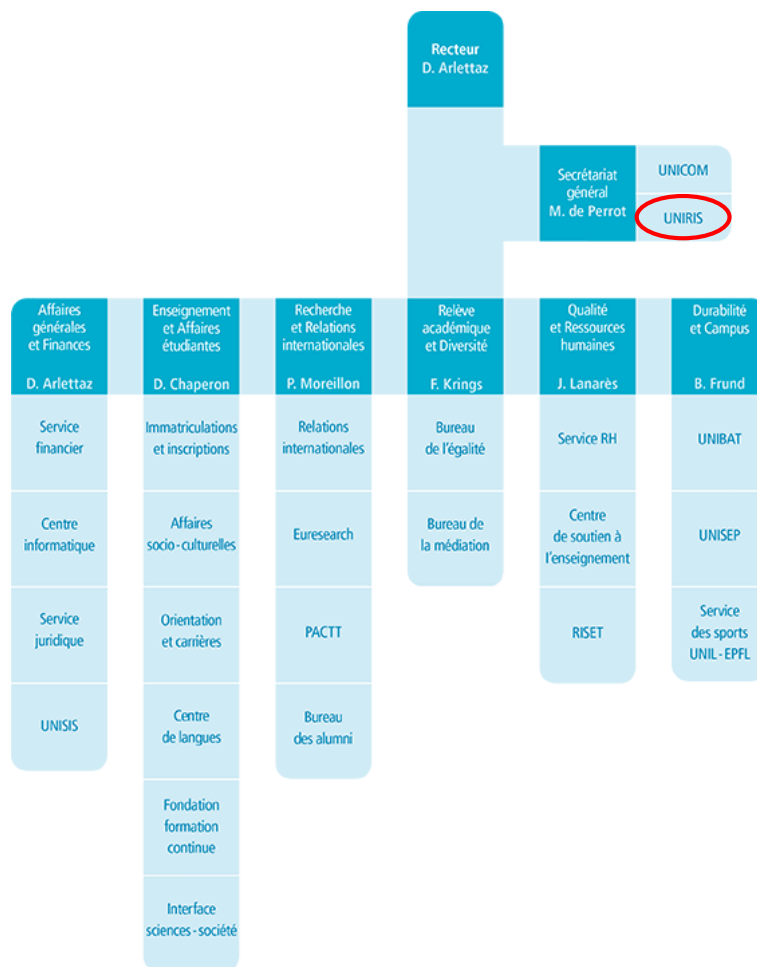 Recteur
D. Arlettaz
Secrétariat
général
M. de Perrot
UNICOM
UNIRIS
Affaires
générales
et Finances
D. Arlettaz
Service
financier
Centre
informatique
Service
juridique
UNISIS
Enseignement
et Affaires
étudiantes
D. Chaperon
Immatriculations
et inscriptions
Affaires
socio-culturelles
Orientation
et carrières
Centre
de langues
Fondation
formation
continue
Interface
sciences-société
Recherche
et Relations
internationales
P. Moreillon
Relations
internationales
Euresearch
PACTT
Bureau
des alumni
Relève
académique
et Diversité
F. Krings
Bureau
de l'égalité
Bureau de
la médiation
Qualité
et Ressources
humaines
J. Lanarès
Service RH
Centre
de soutien à
l'enseignement
RISET
Durabilité
et Campus
B. Frund
UNIBAT
UNISEP
Service
des sports
UNIL-EPFL